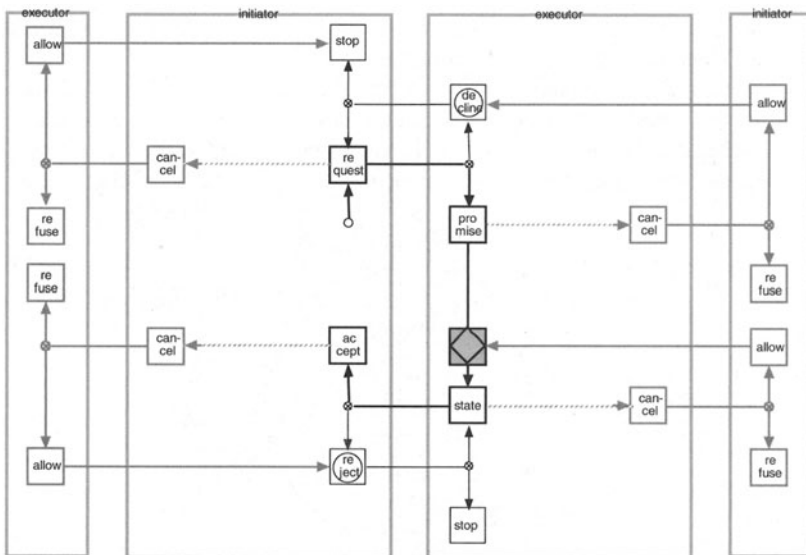 executor
initiator
executor
initiator
allow
stop
de
cline
allow
can-
cel
re
quest
re
fuse
pro
mise
can-
cel
re
fuse
re
fuse
can-
cel
ac
cept
allow
state
can-
cel
allow
re
ject
re
fuse
stop